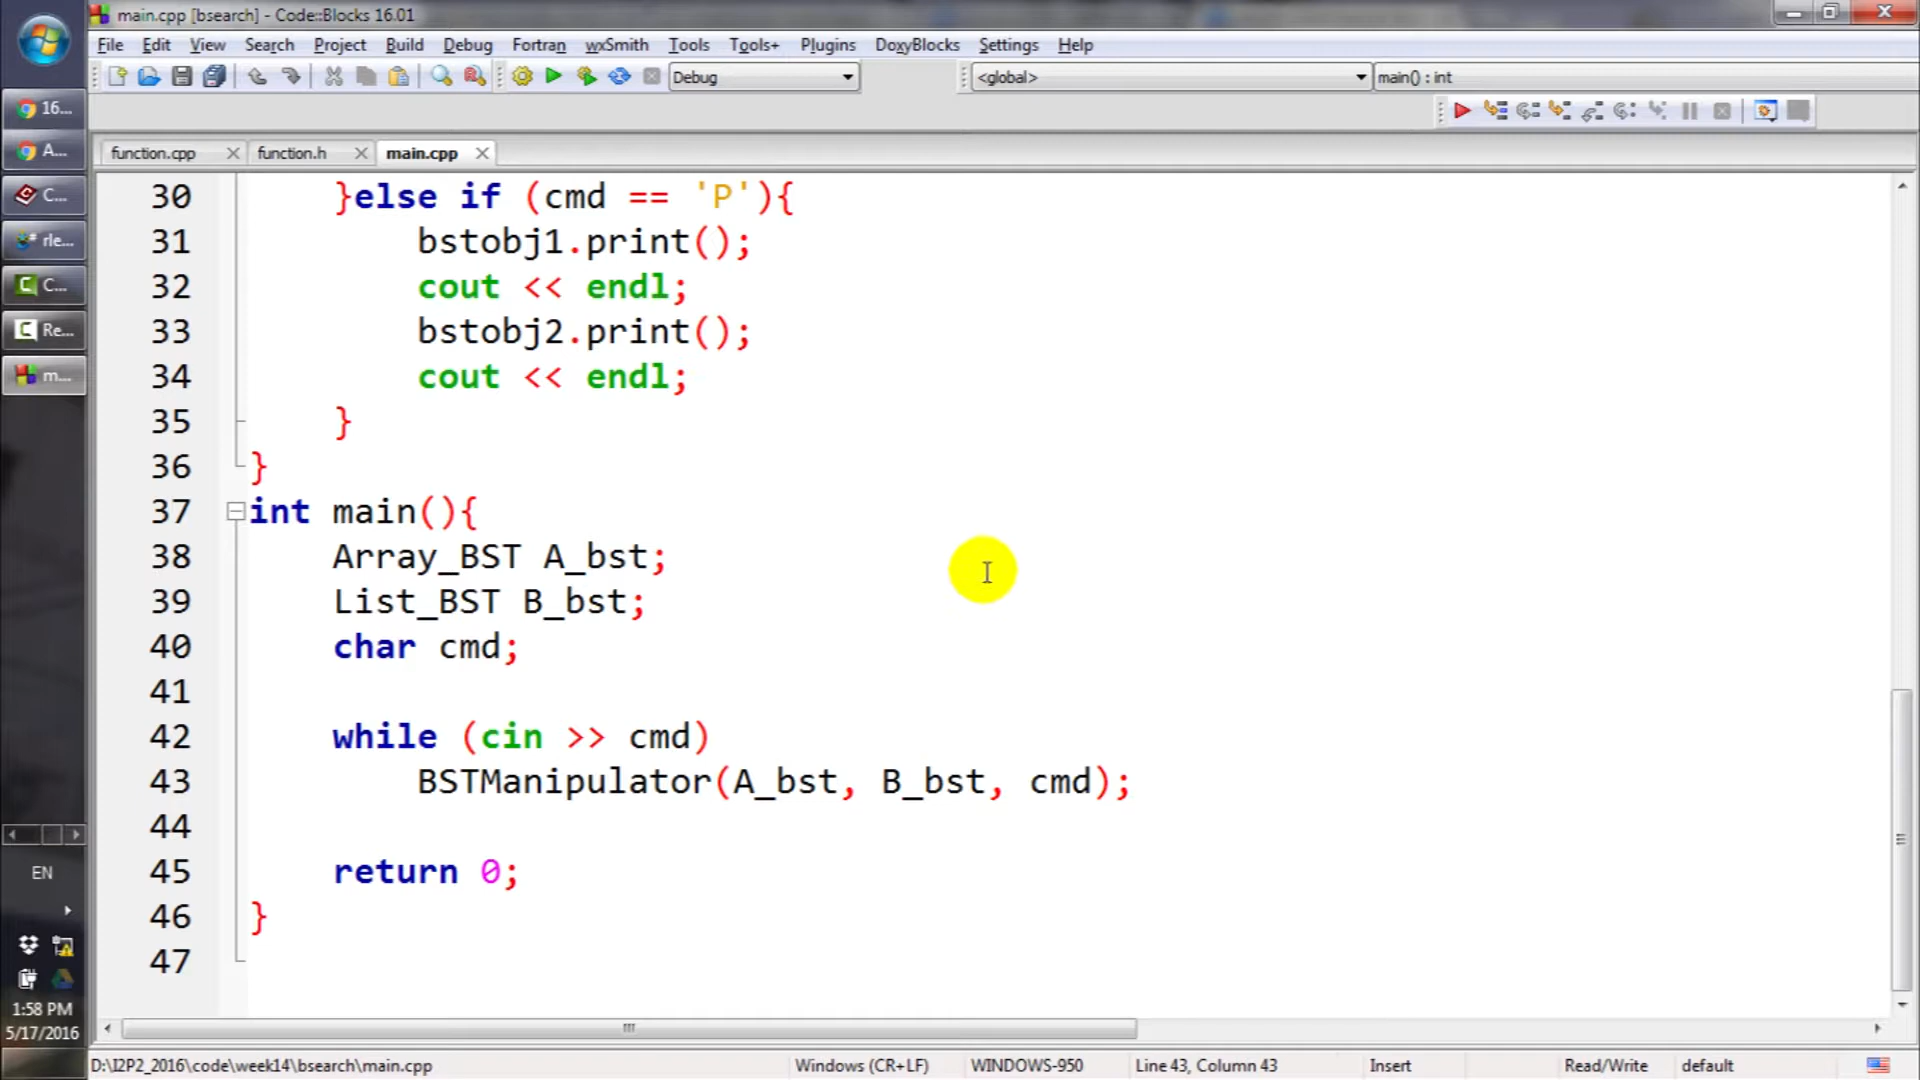 main.cpp [bsearch] - Code::Blocks 16.01
File Edit View Search Project Build Debug Fortran wxSmith Tools Tools+ Plugins DoxyBlocks Settings Help
Debug <global> main() : int
function.cpp function.h main.cpp
30 }else if (cmd == 'P'){
31 bstobj1.print();
32 cout << endl;
33 bstobj2.print();
34 cout << endl;
35 }
36 }
37 int main(){
38 Array_BST A_bst;
39 List_BST B_bst;
40 char cmd;
41
42 while (cin >> cmd)
43 BSTManipulator(A_bst, B_bst, cmd);
44
45 return 0;
46 }
47
16...
A...
C...
rle...
C...
Re...
m...
EN
1:58 PM
5/17/2016
D:\I2P2_2016\code\week14\bsearch\main.cpp Windows (CR+LF) WINDOWS-950 Line 43, Column 43 Insert Read/Write default